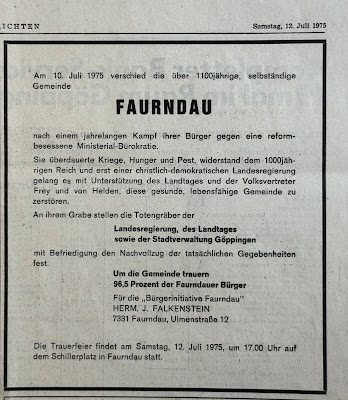 RICHTEN
Samstag, 12. Juli 1975
Am 10. Juli 1975 verschied die über 1100jährige, selbständige
Gemeinde
FAURNDAU
nach einem jahrelangen Kampf ihrer Bürger gegen eine reform-
besessene Ministerial-Bürokratie.
Sie überdauerte Kriege, Hunger und Pest, widerstand dem 1000jäh-
rigen Reich und erst einer christlich-demokratischen Landesregierung
gelang es mit Unterstützung des Landtages und der Volksvertreter
Frey und von Helden, diese gesunde, lebensfähige Gemeinde zu
zerstören.
An ihrem Grabe stellen die Totengräber der
Landesregierung, des Landtages
sowie der Stadtverwaltung Göppingen
mit Befriedigung den Nachvollzug der tatsächlichen Gegebenheiten
fest.
Um die Gemeinde trauern
96,5 Prozent der Faurndauer Bürger
Für die „Bürgerinitiative Faurndau"
HERM. J. FALKENSTEIN
7331 Faurndau, Ulmenstraße 12
Die Trauerfeier findet am Samstag, 12. Juli 1975, um 17.00 Uhr auf
dem Schillerplatz in Faurndau statt.